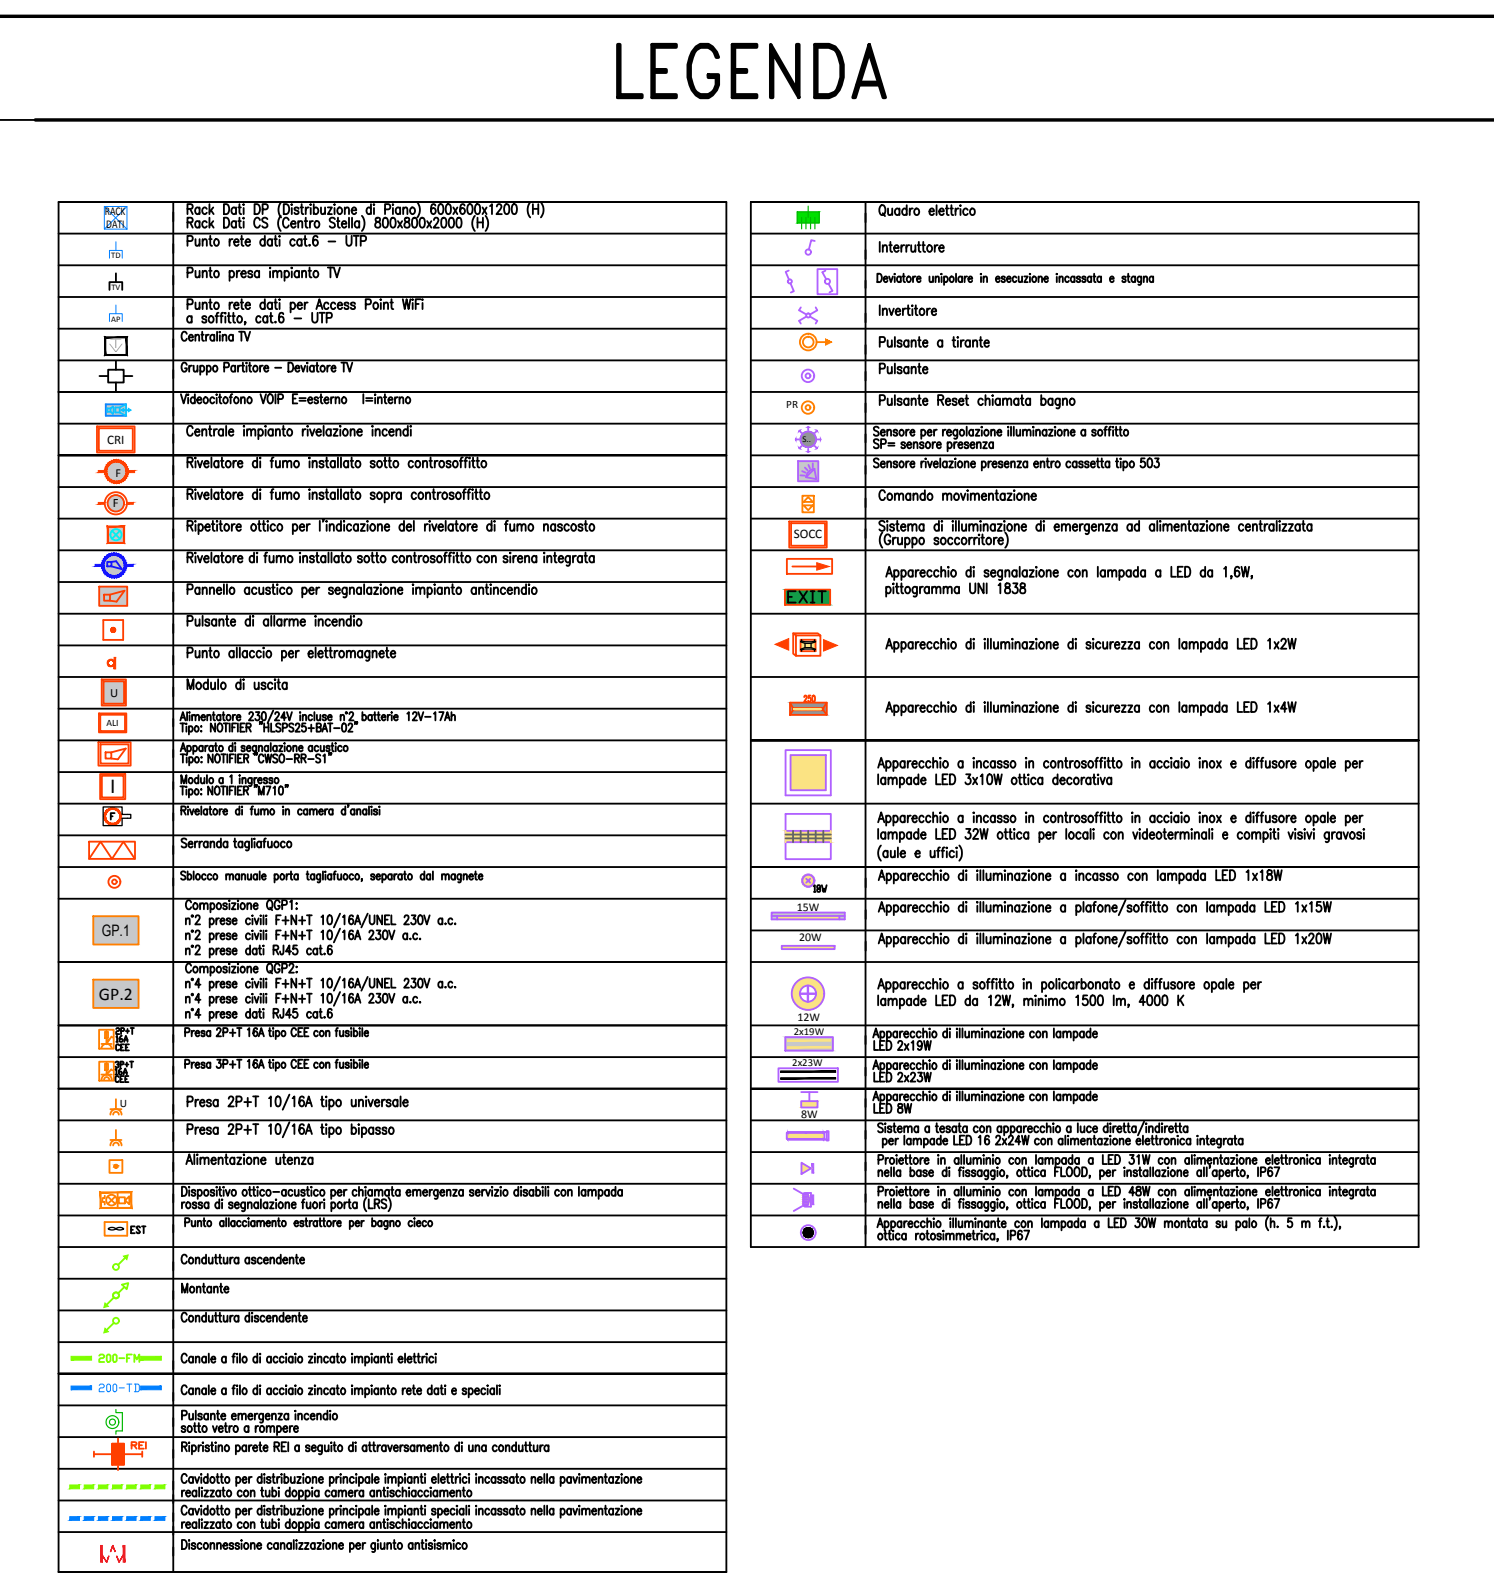 LEGENDA
RACK
DATI
Rack Dati DP (Distribuzione di Piano) 600x600x1200 (H)
Rack Dati CS (Centro Stella) 800x800x2000 (H)
TD
Punto rete dati cat.6 – UTP
TV
Punto presa impianto TV
AP
Punto rete dati per Access Point WiFi
a soffitto, cat.6 – UTP
Centralina TV
Gruppo Partitore – Deviatore TV
Videocitofono VOIP E=esterno I=interno
CRI
Centrale impianto rivelazione incendi
F
Rivelatore di fumo installato sotto controsoffitto
F
Rivelatore di fumo installato sopra controsoffitto
Ripetitore ottico per l'indicazione del rivelatore di fumo nascosto
Rivelatore di fumo installato sotto controsoffitto con sirena integrata
Pannello acustico per segnalazione impianto antincendio
Pulsante di allarme incendio
Punto allaccio per elettromagnete
U
Modulo di uscita
ALI
Alimentatore 230/24V incluse n°2 batterie 12V–17Ah
Tipo: NOTIFIER "HLSPS25+BAT–02"
Apparato di segnalazione acustico
Tipo: NOTIFIER "CWSO–RR–S1"
I
Modulo a 1 ingresso
Tipo: NOTIFIER "M710"
F
Rivelatore di fumo in camera d'analisi
Serranda tagliafuoco
Sblocco manuale porta tagliafuoco, separato dal magnete
GP.1
Composizione QGP1:
n°2 prese civili F+N+T 10/16A/UNEL 230V a.c.
n°2 prese civili F+N+T 10/16A 230V a.c.
n°2 prese dati RJ45 cat.6
GP.2
Composizione QGP2:
n°4 prese civili F+N+T 10/16A/UNEL 230V a.c.
n°4 prese civili F+N+T 10/16A 230V a.c.
n°4 prese dati RJ45 cat.6
2P+T
16A
CEE
Presa 2P+T 16A tipo CEE con fusibile
3P+T
16A
CEE
Presa 3P+T 16A tipo CEE con fusibile
U
Presa 2P+T 10/16A tipo universale
Presa 2P+T 10/16A tipo bipasso
Alimentazione utenza
Dispositivo ottico–acustico per chiamata emergenza servizio disabili con lampada
rossa di segnalazione fuori porta (LRS)
EST
Punto allacciamento estrattore per bagno cieco
Conduttura ascendente
Montante
Conduttura discendente
200–FM
Canale a filo di acciaio zincato impianti elettrici
200–TD
Canale a filo di acciaio zincato impianto rete dati e speciali
Pulsante emergenza incendio
sotto vetro a rompere
REI
Ripristino parete REI a seguito di attraversamento di una conduttura
Cavidotto per distribuzione principale impianti elettrici incassato nella pavimentazione
realizzato con tubi doppia camera antischiacciamento
Cavidotto per distribuzione principale impianti speciali incassato nella pavimentazione
realizzato con tubi doppia camera antischiacciamento
Disconnessione canalizzazione per giunto antisismico
Quadro elettrico
Interruttore
Deviatore unipolare in esecuzione incassata e stagna
Invertitore
Pulsante a tirante
Pulsante
PR
Pulsante Reset chiamata bagno
S..
Sensore per regolazione illuminazione a soffitto
SP= sensore presenza
Sensore rivelazione presenza entro cassetta tipo 503
Comando movimentazione
SOCC
Sistema di illuminazione di emergenza ad alimentazione centralizzata
(Gruppo soccorritore)
EXIT
Apparecchio di segnalazione con lampada a LED da 1,6W,
pittogramma UNI 1838
Apparecchio di illuminazione di sicurezza con lampada LED 1x2W
250
Apparecchio di illuminazione di sicurezza con lampada LED 1x4W
Apparecchio a incasso in controsoffitto in acciaio inox e diffusore opale per
lampade LED 3x10W ottica decorativa
Apparecchio a incasso in controsoffitto in acciaio inox e diffusore opale per
lampade LED 32W ottica per locali con videoterminali e compiti visivi gravosi
(aule e uffici)
18W
Apparecchio di illuminazione a incasso con lampada LED 1x18W
15W
Apparecchio di illuminazione a plafone/soffitto con lampada LED 1x15W
20W
Apparecchio di illuminazione a plafone/soffitto con lampada LED 1x20W
12W
Apparecchio a soffitto in policarbonato e diffusore opale per
lampade LED da 12W, minimo 1500 lm, 4000 K
2x19W
Apparecchio di illuminazione con lampade
LED 2x19W
2x23W
Apparecchio di illuminazione con lampade
LED 2x23W
8W
Apparecchio di illuminazione con lampade
LED 8W
Sistema a tesata con apparecchio a luce diretta/indiretta
per lampade LED 16 2x24W con alimentazione elettronica integrata
Proiettore in alluminio con lampada a LED 31W con alimentazione elettronica integrata
nella base di fissaggio, ottica FLOOD, per installazione all'aperto, IP67
Proiettore in alluminio con lampada a LED 48W con alimentazione elettronica integrata
nella base di fissaggio, ottica FLOOD, per installazione all'aperto, IP67
Apparecchio illuminante con lampada a LED 30W montata su palo (h. 5 m f.t.),
ottica rotosimmetrica, IP67